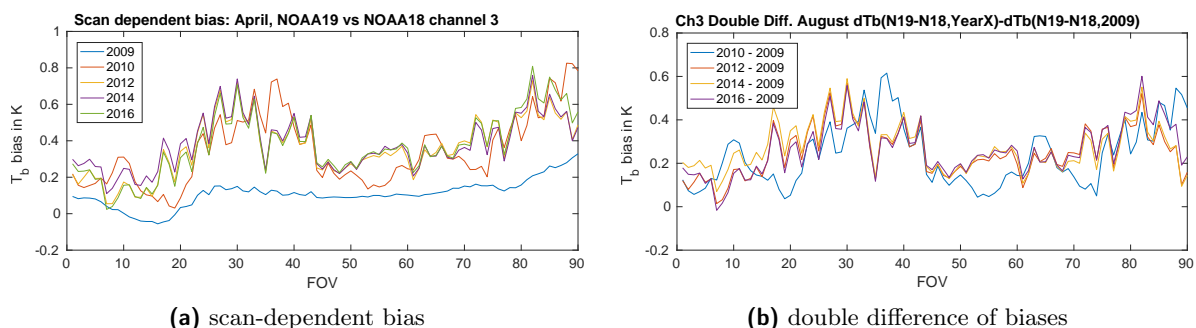 Scan dependent bias: April, NOAA19 vs NOAA18 channel 3
T_b bias in K
1
0.8
0.6
0.4
0.2
0
-0.2
2009
2010
2012
2014
2016
0 10 20 30 40 50 60 70 80 90
FOV
(a) scan-dependent bias
Ch3 Double Diff. August dTb(N19-N18,YearX)-dTb(N19-N18,2009)
T_b bias in K
0.8
0.6
0.4
0.2
0
-0.2
2010 - 2009
2012 - 2009
2014 - 2009
2016 - 2009
0 10 20 30 40 50 60 70 80 90
FOV
(b) double difference of biases